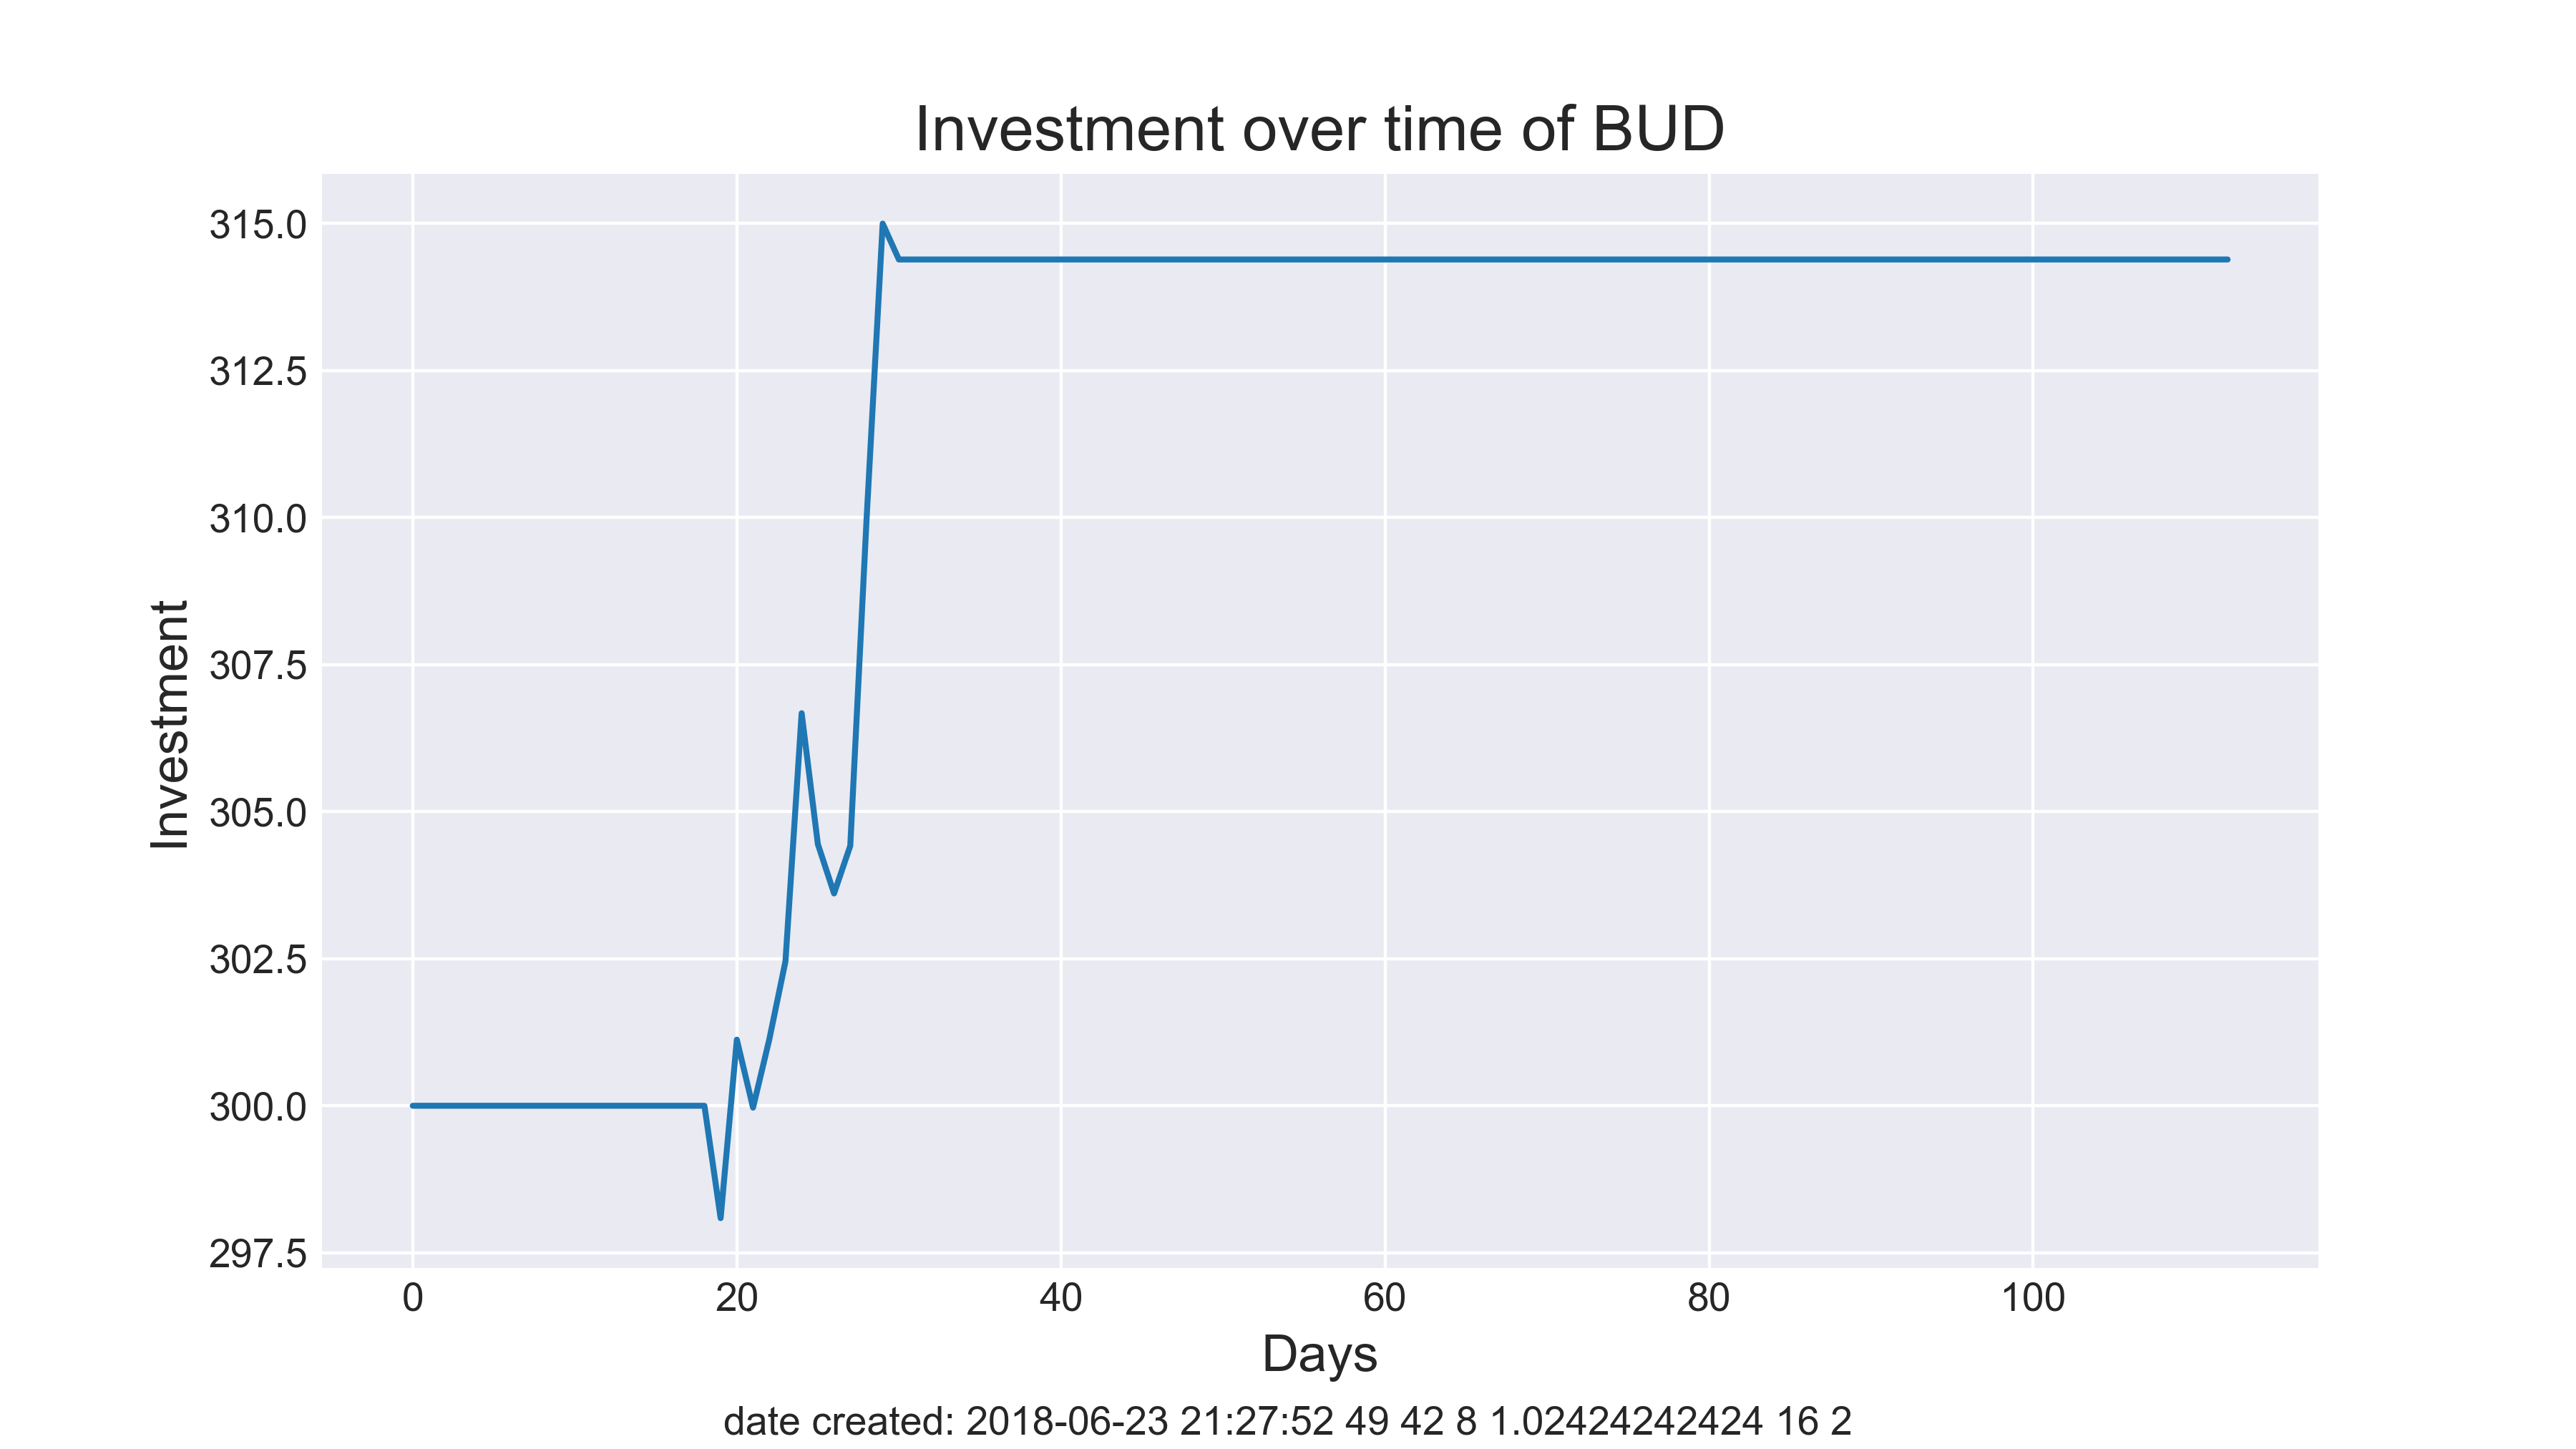 Investment over time of BUD
315.0
312.5
310.0
307.5
305.0
302.5
300.0
297.5
Investment
0 20 40 60 80 100
Days
date created: 2018-06-23 21:27:52 49 42 8 1.02424242424 16 2